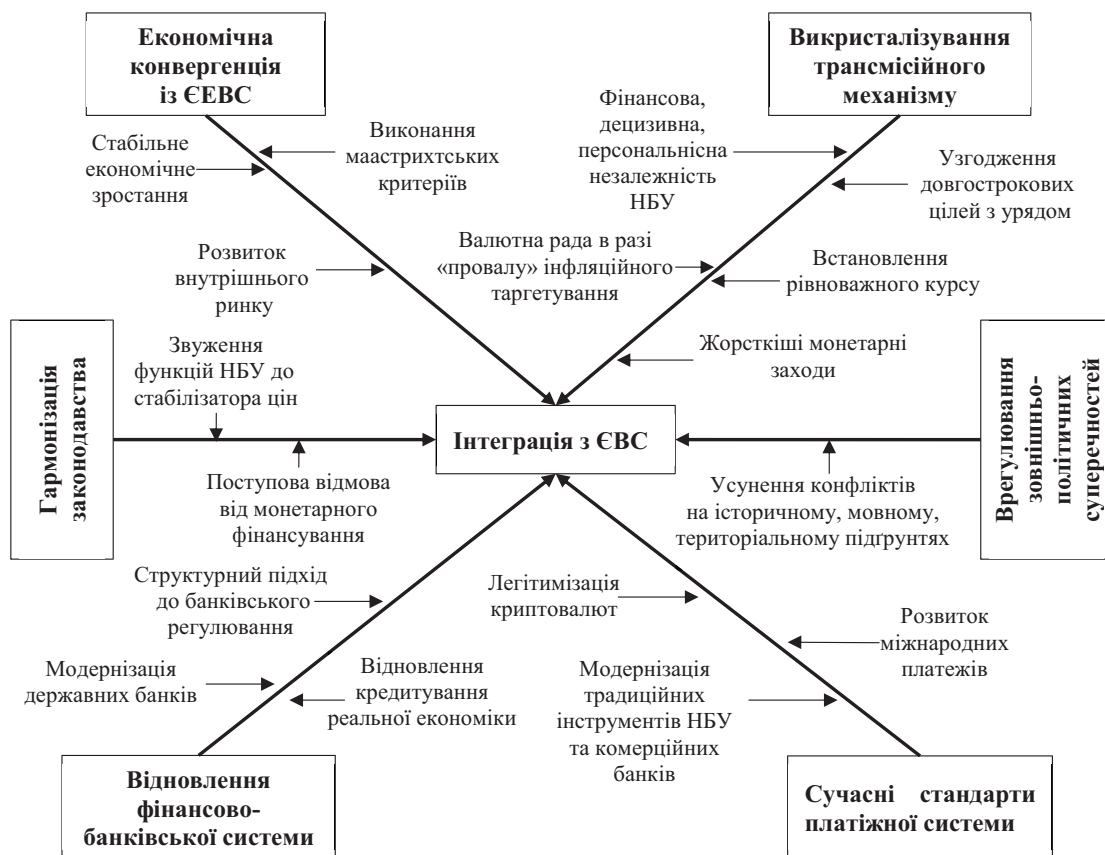 Економічна
конвергенція
із ЄЕВС
Викристалізування
трансмісійного
механізму
Стабільне
економічне
зростання
Виконання
маастрихтських
критеріїв
Фінансова,
децизивна,
персональнісна
незалежність
НБУ
Узгодження
довгострокових
цілей з урядом
Розвиток
внутрішнього
ринку
Валютна рада в разі
«провалу» інфляційного
таргетування
Встановлення
рівноважного курсу
Жорсткіші монетарні
заходи
Гармонізація
законодавства
Звуження
функцій НБУ до
стабілізатора цін
Поступова відмова
від монетарного
фінансування
Інтеграція з ЄВС
Врегулювання
зовнішньо-
політичних
суперечностей
Усунення конфліктів
на історичному, мовному,
територіальному підґрунтях
Структурний підхід
до банківського
регулювання
Модернізація
державних банків
Відновлення
кредитування
реальної економіки
Легітимізація
криптовалют
Розвиток
міжнародних
платежів
Модернізація
традиційних
інструментів НБУ
та комерційних
банків
Відновлення
фінансово-
банківської системи
Сучасні стандарти
платіжної системи